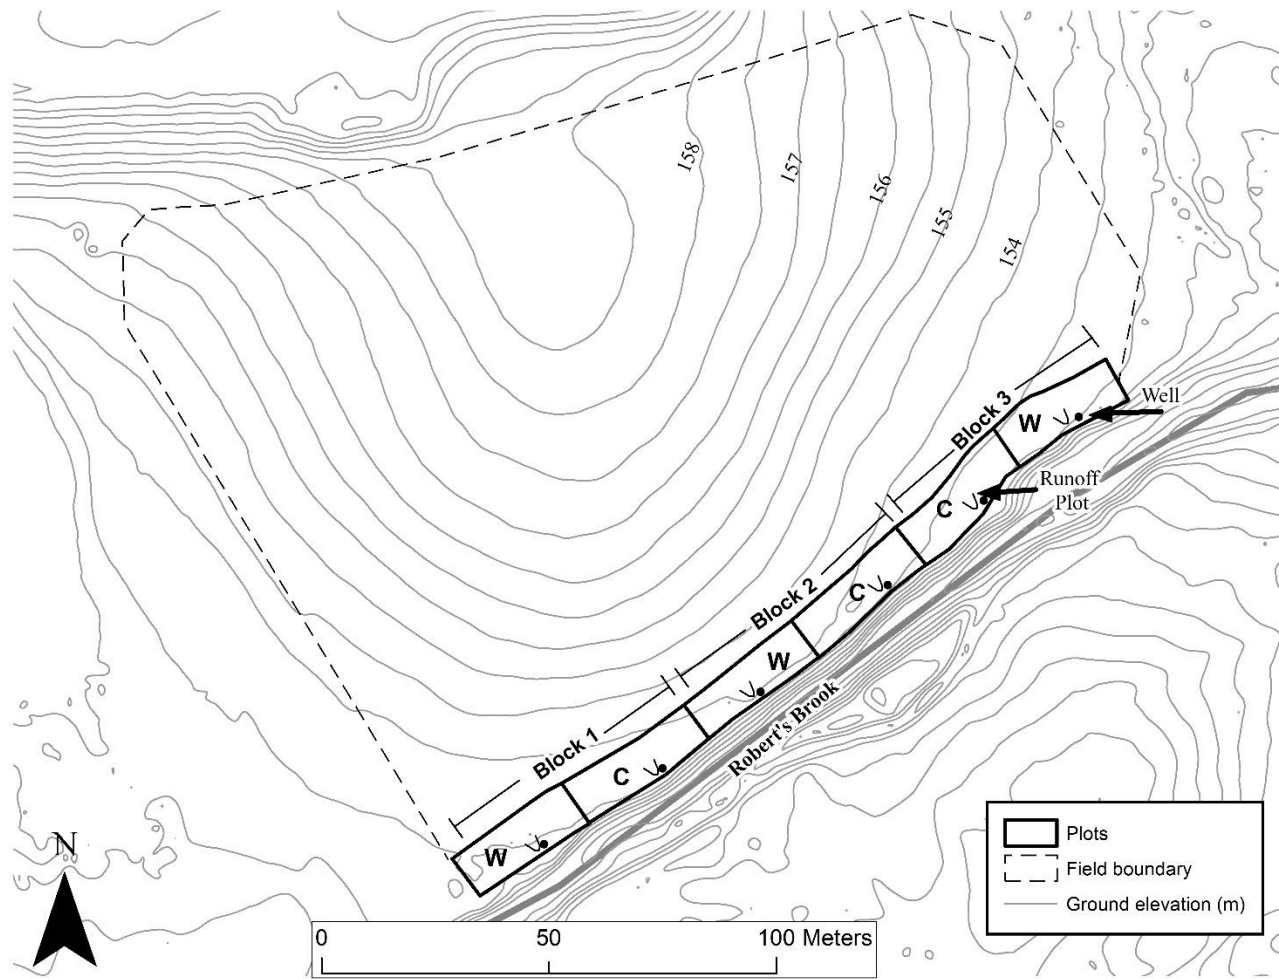 158
157
156
155
154
Well
Block 3
W
Runoff
Plot
C
Block 2
C
W
Robert's Brook
Block 1
C
W
N
Plots
Field boundary
Ground elevation (m)
0 50 100 Meters